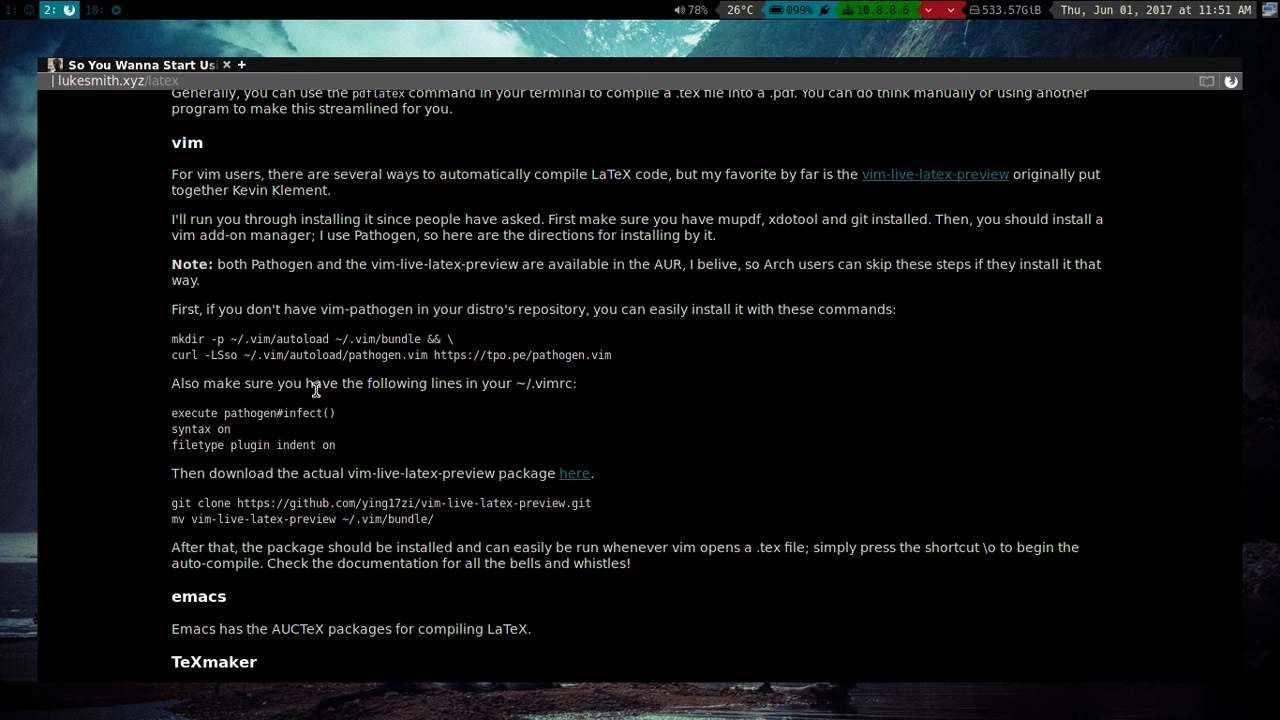 1: 2: 10: 78% 26°C 099% 10.8.8.6 533.57GiB Thu, Jun 01, 2017 at 11:51 AM
So You Wanna Start Usi × +
lukesmith.xyz/latex
Generally, you can use the pdflatex command in your terminal to compile a .tex file into a .pdf. You can do think manually or using another
program to make this streamlined for you.
vim
For vim users, there are several ways to automatically compile LaTeX code, but my favorite by far is the vim-live-latex-preview originally put
together Kevin Klement.
I'll run you through installing it since people have asked. First make sure you have mupdf, xdotool and git installed. Then, you should install a
vim add-on manager; I use Pathogen, so here are the directions for installing by it.
Note: both Pathogen and the vim-live-latex-preview are available in the AUR, I belive, so Arch users can skip these steps if they install it that
way.
First, if you don't have vim-pathogen in your distro's repository, you can easily install it with these commands:
mkdir -p ~/.vim/autoload ~/.vim/bundle && \
curl -LSso ~/.vim/autoload/pathogen.vim https://tpo.pe/pathogen.vim
Also make sure you have the following lines in your ~/.vimrc:
execute pathogen#infect()
syntax on
filetype plugin indent on
Then download the actual vim-live-latex-preview package here.
git clone https://github.com/ying17zi/vim-live-latex-preview.git
mv vim-live-latex-preview ~/.vim/bundle/
After that, the package should be installed and can easily be run whenever vim opens a .tex file; simply press the shortcut \o to begin the
auto-compile. Check the documentation for all the bells and whistles!
emacs
Emacs has the AUCTeX packages for compiling LaTeX.
TeXmaker